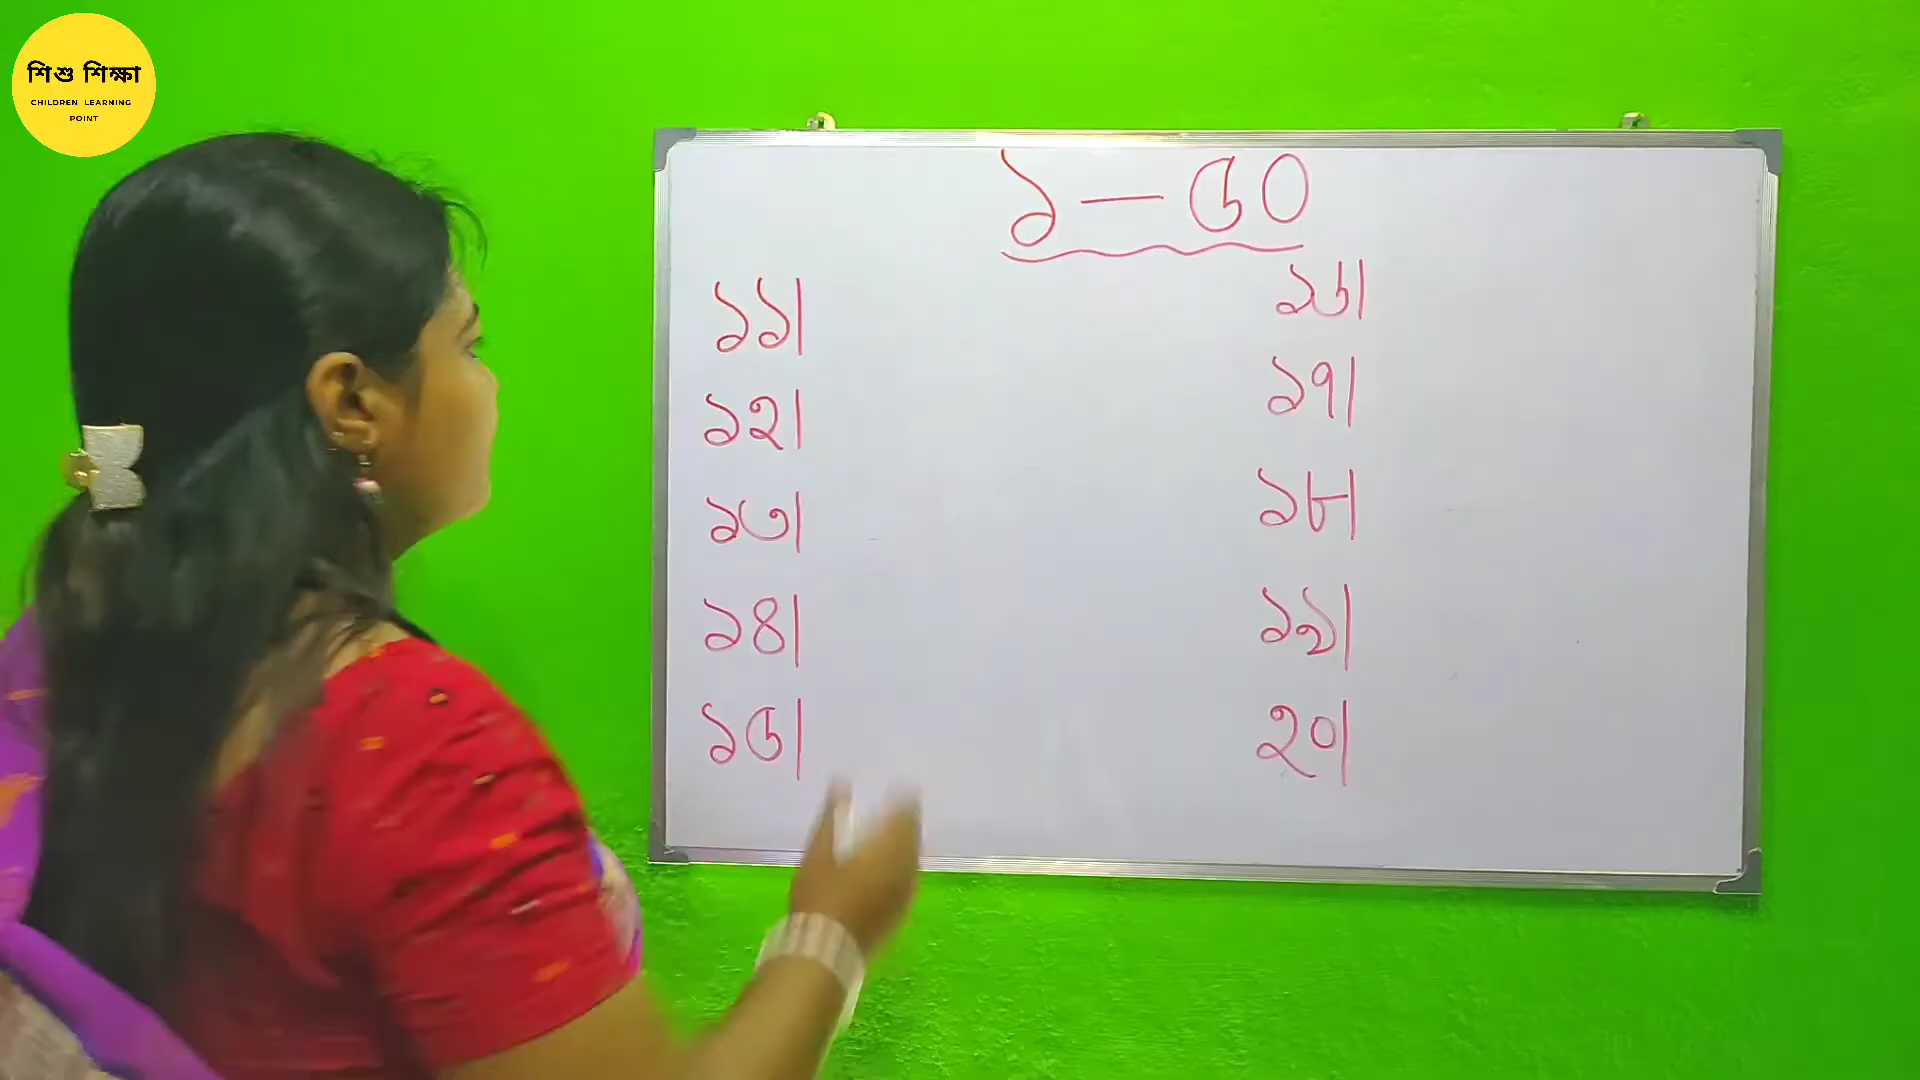 শিশু শিক্ষা
CHILDREN LEARNING
POINT
১ — ৫০
১১|
১২|
১৩|
১৪|
১৫|
১৬|
১৭|
১৮|
১৯|
২০|